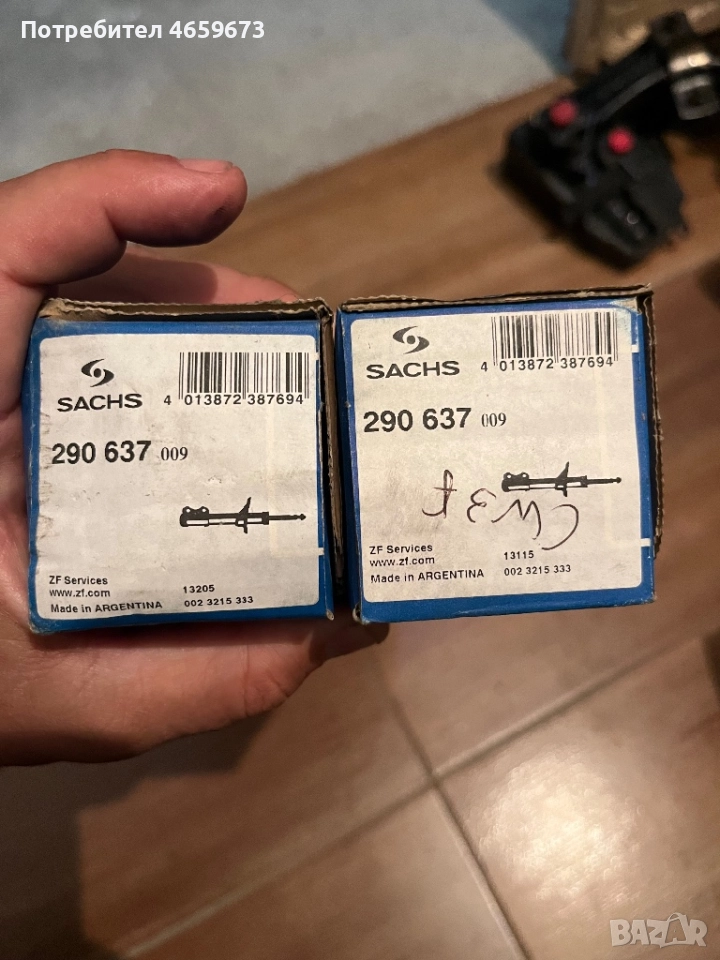 Потребител 4659673
SACHS
4 013872 387694
290 637 009
ZF Services
www.zf.com
Made in ARGENTINA
13205
002 3215 333
SACHS
4 013872 387694
290 637 009
ZF Services
www.zf.com
Made in ARGENTINA
13115
002 3215 333
BAZAR